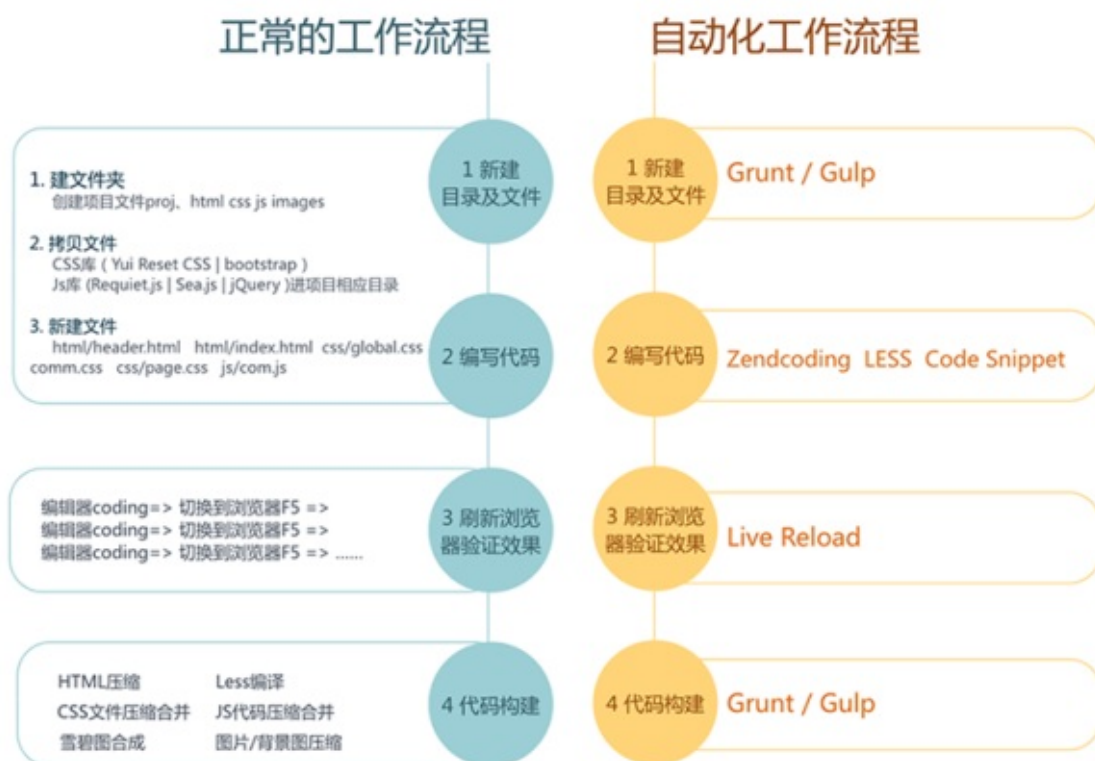 正常的工作流程
自动化工作流程
1. 建文件夹
创建项目文件proj、html css js images
2. 拷贝文件
CSS库 ( Yui Reset CSS | bootstrap )
Js库 (Requiet.js | Sea.js | jQuery )进项目相应目录
3. 新建文件
html/header.html html/index.html css/global.css
comm.css css/page.css js/com.js
1 新建
目录及文件
2 编写代码
编辑器coding=> 切换到浏览器F5 =>
编辑器coding=> 切换到浏览器F5 =>
编辑器coding=> 切换到浏览器F5 => ......
3 刷新浏览
器验证效果
HTML压缩 Less编译
CSS文件压缩合并 JS代码压缩合并
雪碧图合成 图片/背景图压缩
4 代码构建
1 新建
目录及文件
Grunt / Gulp
2 编写代码
Zendcoding LESS Code Snippet
3 刷新浏览
器验证效果
Live Reload
4 代码构建
Grunt / Gulp